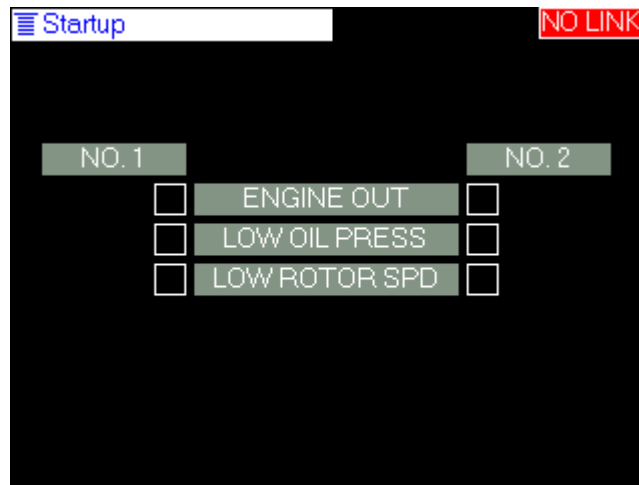 Startup
NO LINK
NO. 1
NO. 2
ENGINE OUT
LOW OIL PRESS
LOW ROTOR SPD